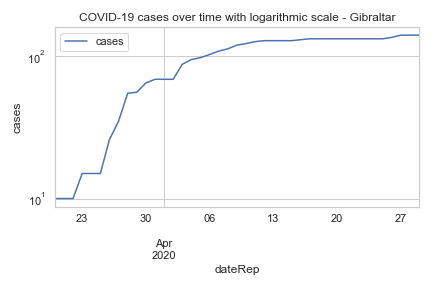 COVID-19 cases over time with logarithmic scale - Gibraltar
cases
10²
cases
10¹
23 30 06 13 20 27
Apr
2020
dateRep